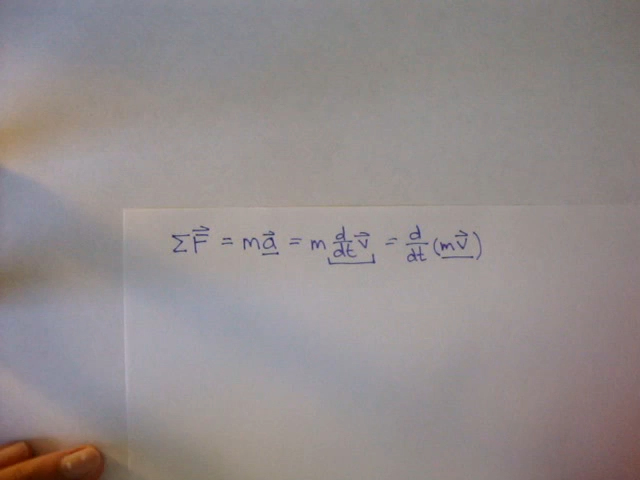 ΣF⃗ = ma⃗ = m d/dt v⃗ = d/dt (mv⃗)